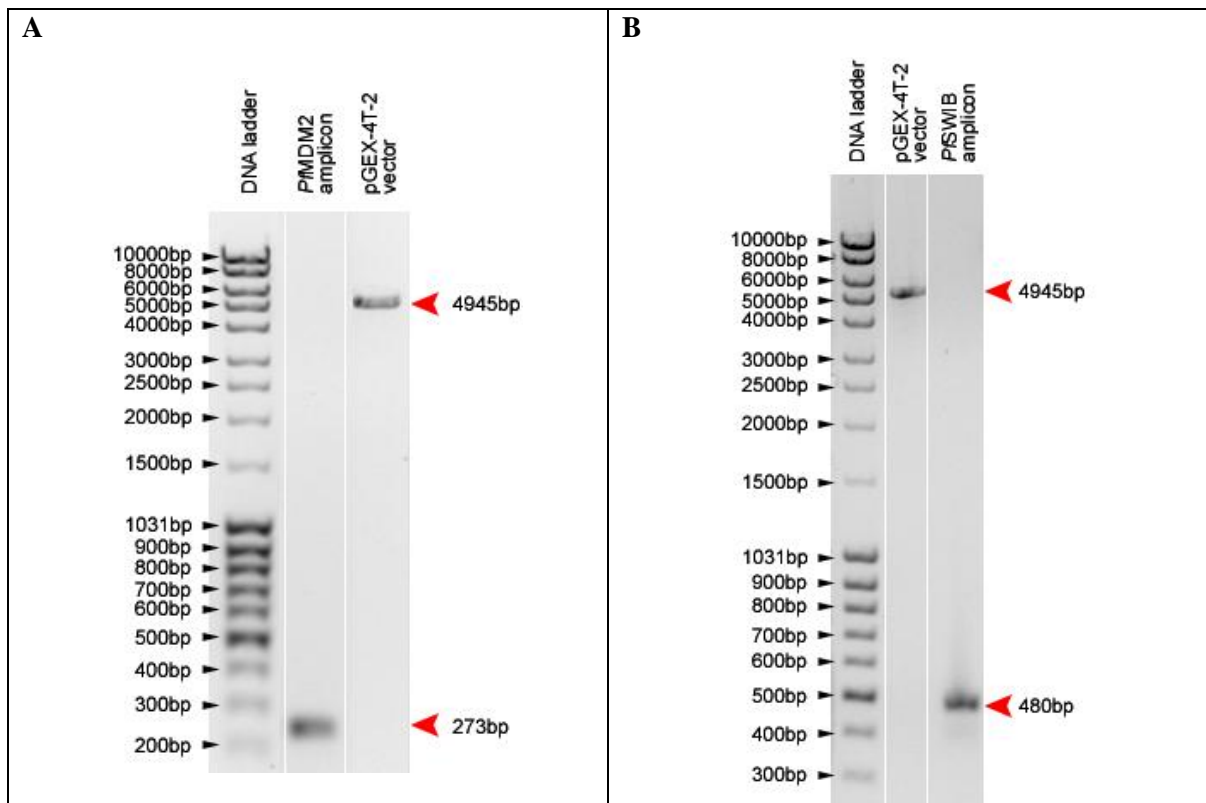 A
DNA ladder
PfMDM2
amplicon
pGEX-4T-2
vector
10000bp
8000bp
6000bp
5000bp
4000bp
3000bp
2500bp
2000bp
1500bp
1031bp
900bp
800bp
700bp
600bp
500bp
400bp
300bp
200bp
4945bp
273bp
B
DNA ladder
pGEX-4T-2
vector
PfSWIB
amplicon
10000bp
8000bp
6000bp
5000bp
4000bp
3000bp
2500bp
2000bp
1500bp
1031bp
900bp
800bp
700bp
600bp
500bp
400bp
300bp
4945bp
480bp